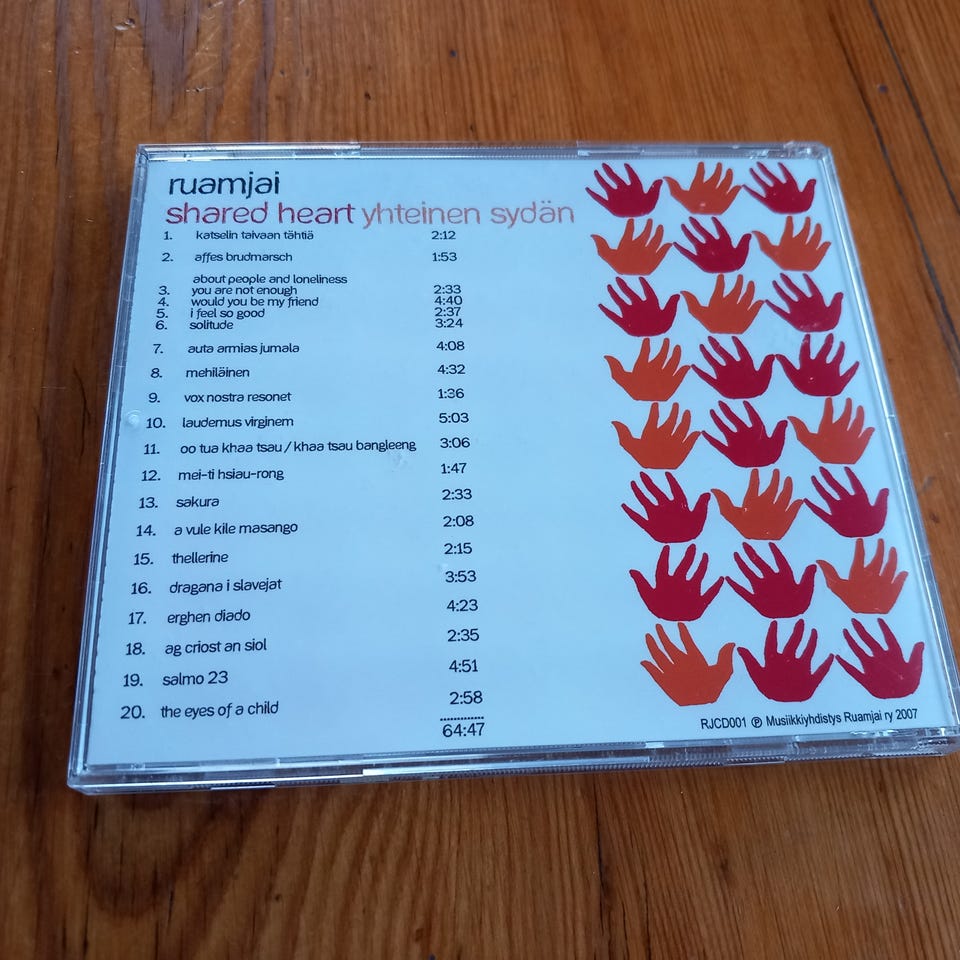 ruamjai
shared heart yhteinen sydän
1. katselin taivaan tähtiä 2:12
2. affes brudmarsch 1:53
about people and loneliness
3. you are not enough 2:33
4. would you be my friend 4:40
5. i feel so good 2:37
6. solitude 3:24
7. auta armias jumala 4:08
8. mehiläinen 4:32
9. vox nostra resonet 1:36
10. laudemus virginem 5:03
11. oo tua khaa tsau / khaa tsau bangleeng 3:06
12. mei-ti hsiau-rong 1:47
13. sakura 2:33
14. a vule kile masango 2:08
15. thellerine 2:15
16. dragana i slavejat 3:53
17. erghen diado 4:23
18. ag criost an siol 2:35
19. salmo 23 4:51
20. the eyes of a child 2:58
64:47
RJCD001 ℗ Musiikkiyhdistys Ruamjai ry 2007